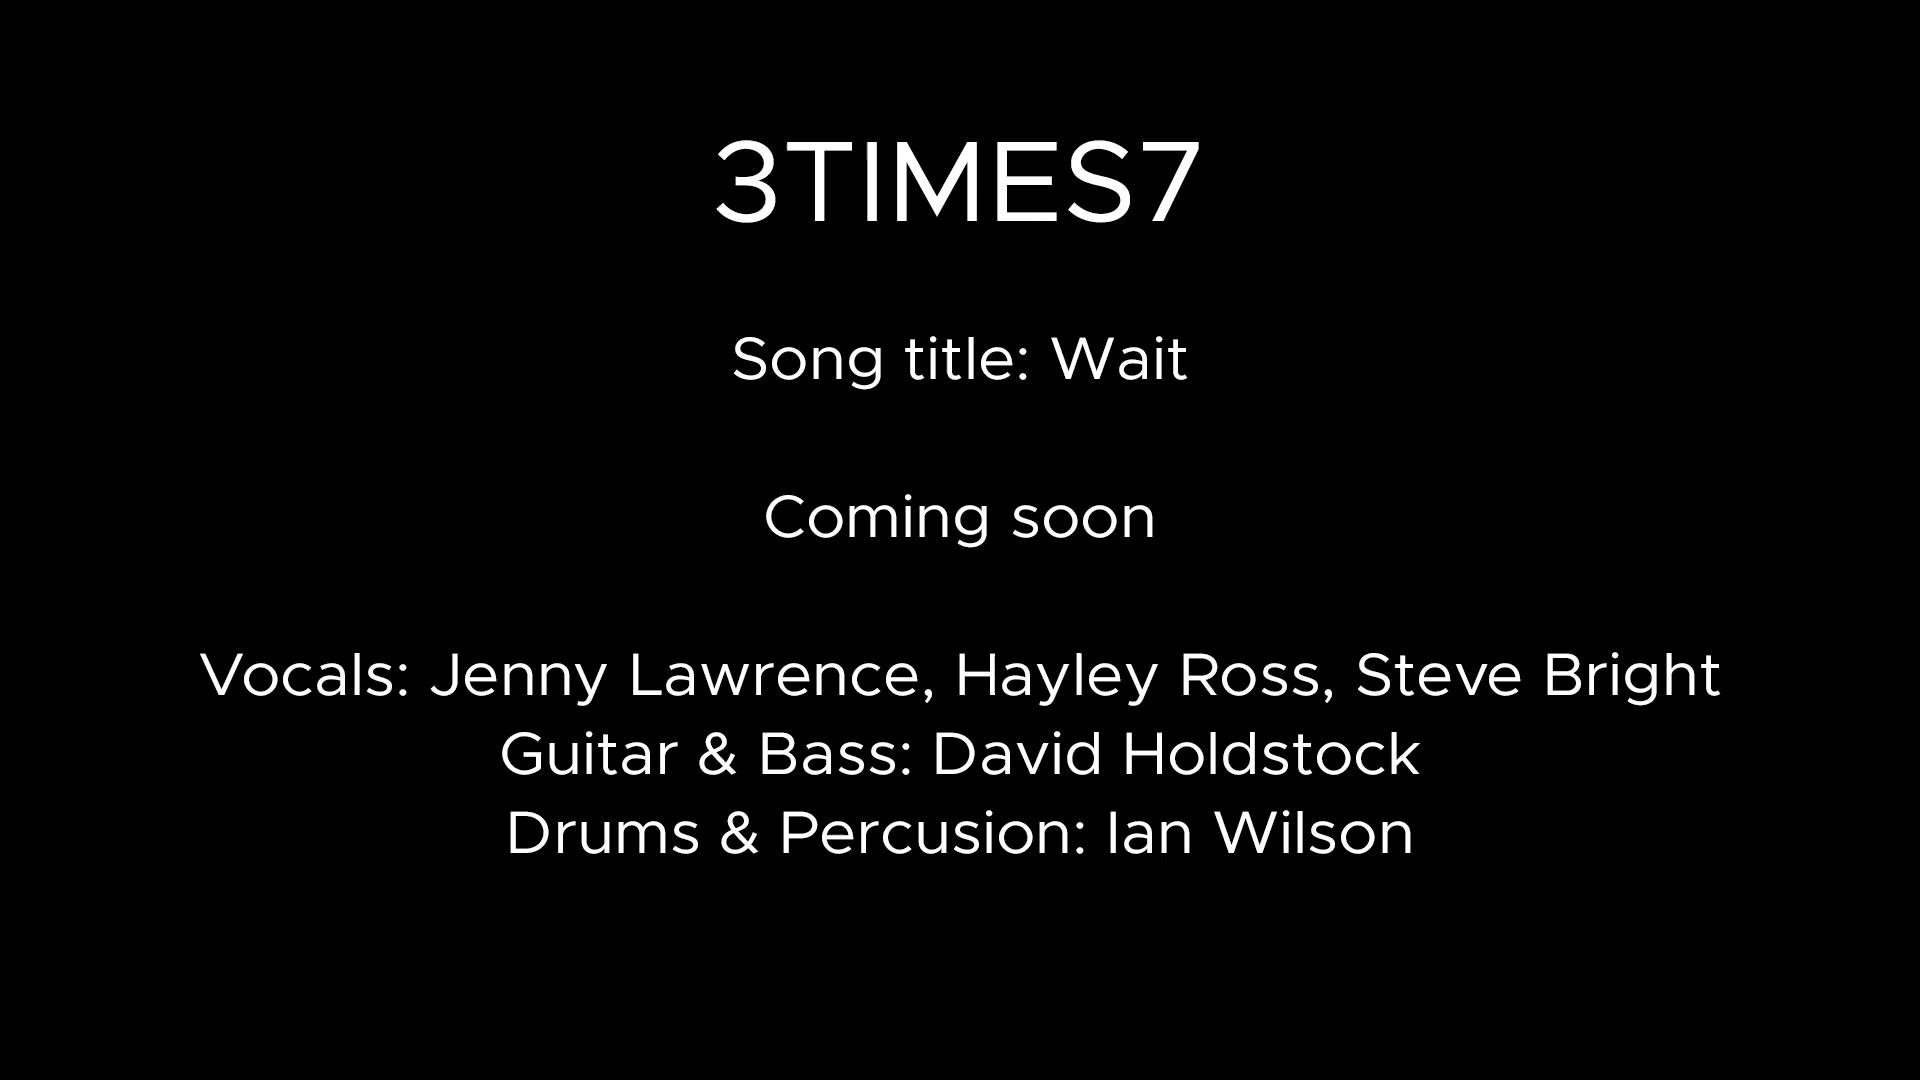 3TIMES7
Song title: Wait
Coming soon
Vocals: Jenny Lawrence, Hayley Ross, Steve Bright
Guitar & Bass: David Holdstock
Drums & Percusion: Ian Wilson